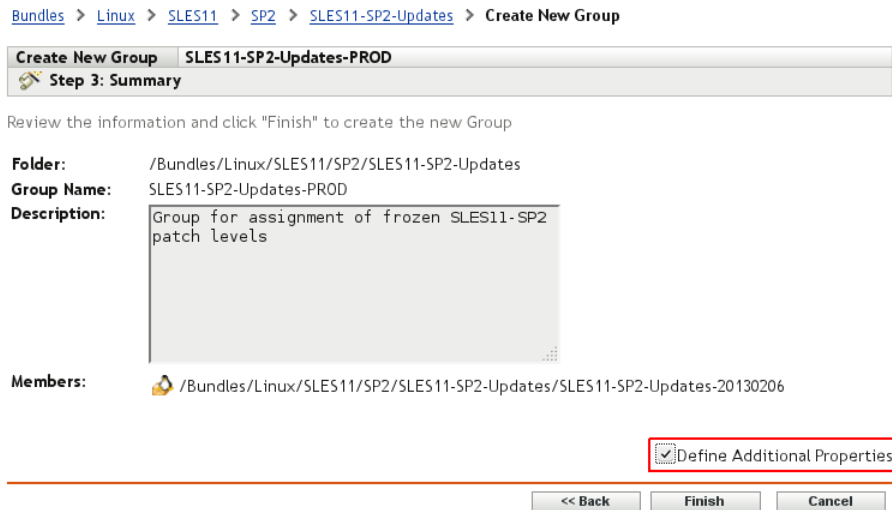 Bundles > Linux > SLES11 > SP2 > SLES11-SP2-Updates > Create New Group
Create New Group SLES11-SP2-Updates-PROD
Step 3: Summary
Review the information and click "Finish" to create the new Group
Folder: /Bundles/Linux/SLES11/SP2/SLES11-SP2-Updates
Group Name: SLES11-SP2-Updates-PROD
Description: Group for assignment of frozen SLES11-SP2
patch levels
Members: /Bundles/Linux/SLES11/SP2/SLES11-SP2-Updates/SLES11-SP2-Updates-20130206
Define Additional Properties
<< Back Finish Cancel